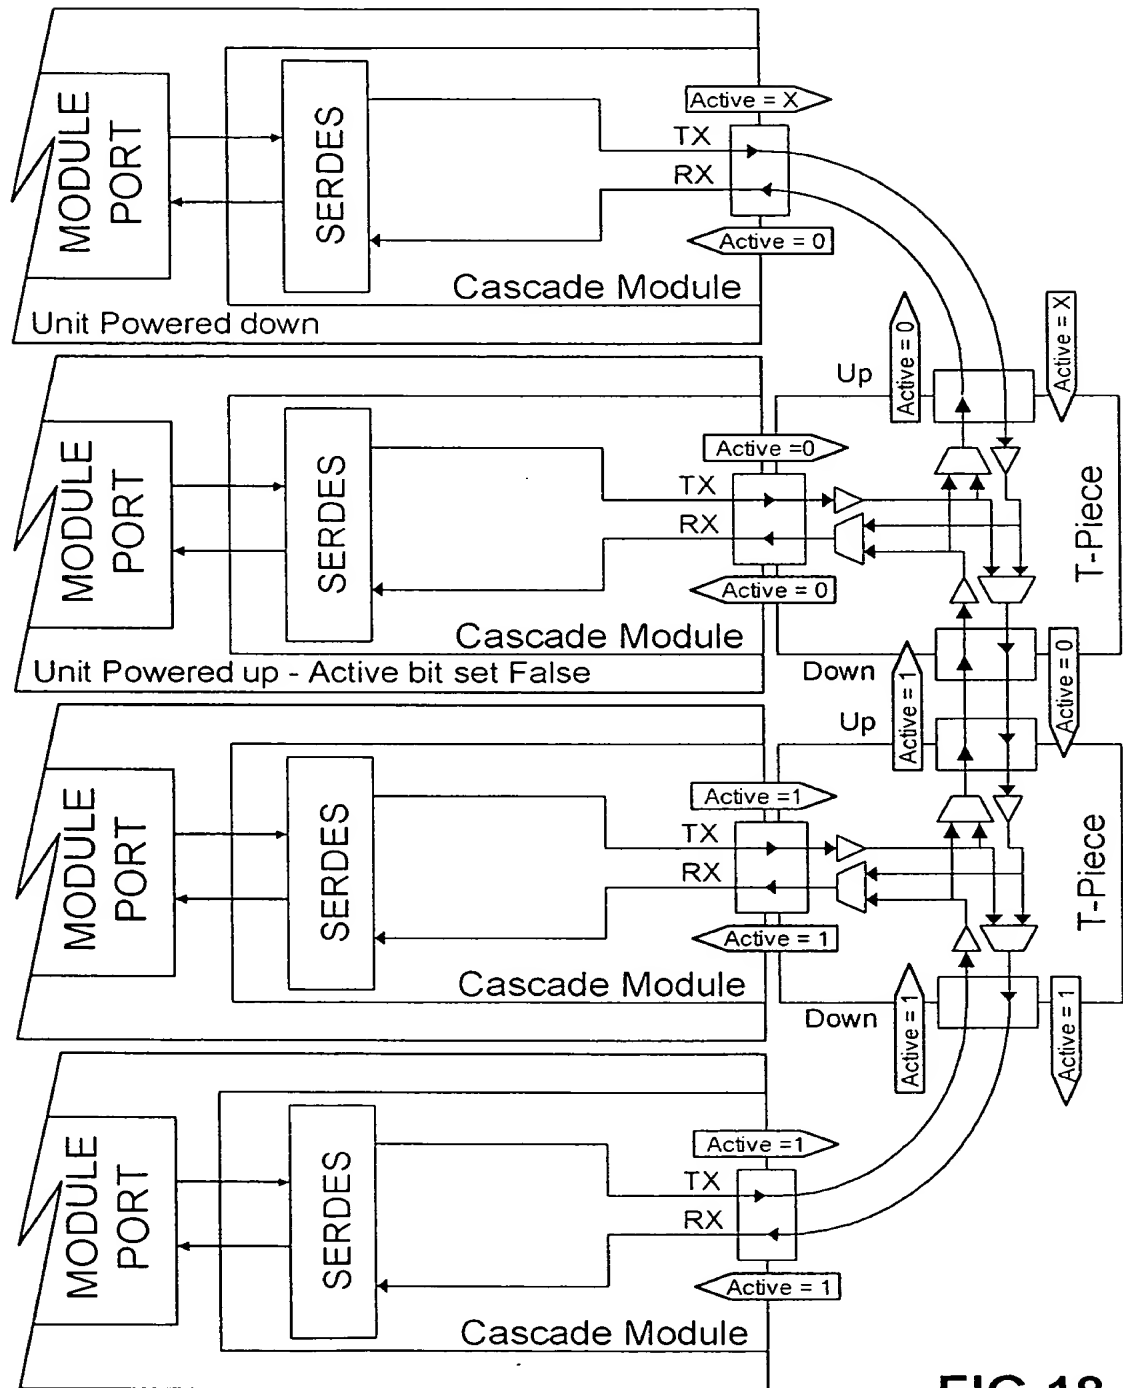 MODULE
PORT
SERDES
Active = X
TX
RX
Active = 0
Cascade Module
Unit Powered down
Up
Active = 0
Active = X
MODULE
PORT
SERDES
Active =0
TX
RX
Active = 0
T-Piece
Cascade Module
Unit Powered up - Active bit set False
Down
Active = 1
Active = 0
Up
MODULE
PORT
SERDES
Active =1
TX
RX
Active = 1
T-Piece
Cascade Module
Down
Active = 1
Active = 1
MODULE
PORT
SERDES
Active =1
TX
RX
Active = 1
Cascade Module